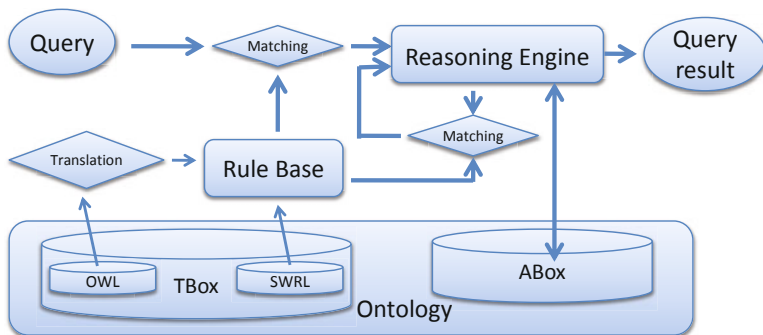 Query
Matching
Reasoning Engine
Query
result
Translation
Rule Base
Matching
OWL
TBox
SWRL
ABox
Ontology